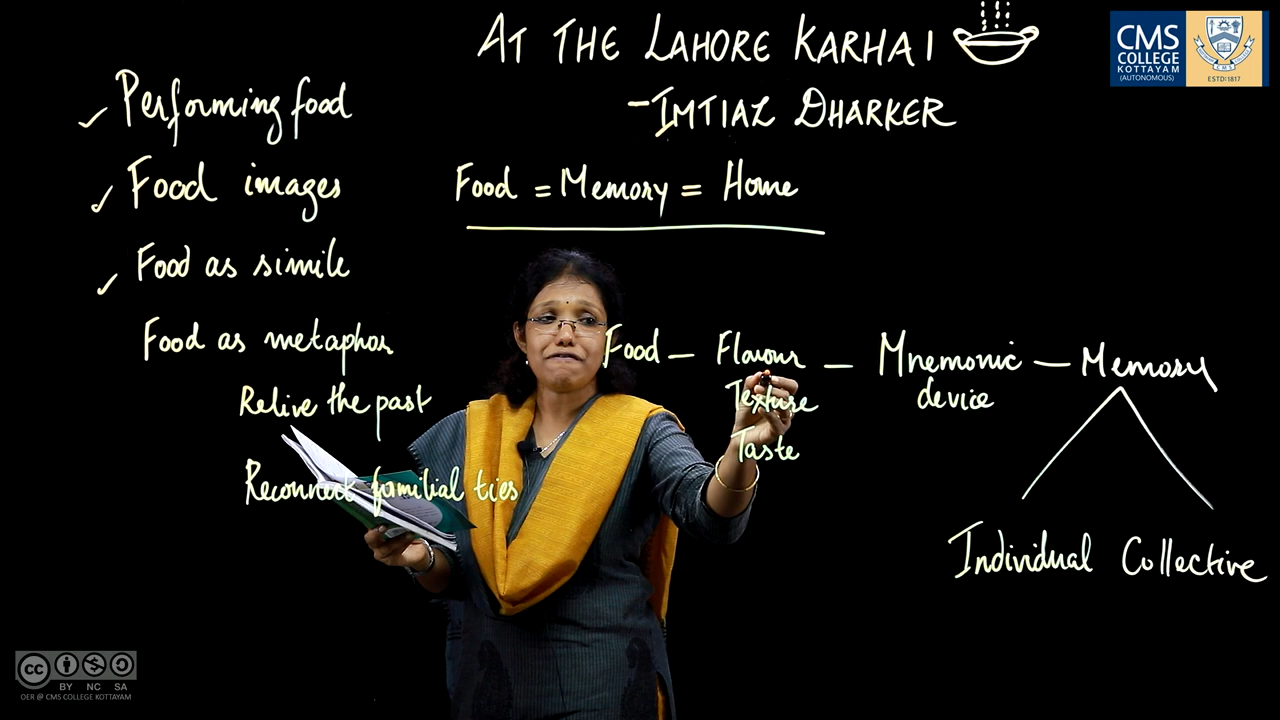 AT THE LAHORE KARHAI
-IMTIAZ DHARKER
CMS
COLLEGE
KOTTAYAM
(AUTONOMOUS)
ESTD:1817
Performing food
Food images
Food as simile
Food as metaphor
Relive the past
Reconnect familial ties
Food = Memory = Home
Food – Flavour – Mnemonic – Memory
Texture
device
Taste
Individual Collective
CC BY NC SA
OER @ CMS COLLEGE KOTTAYAM